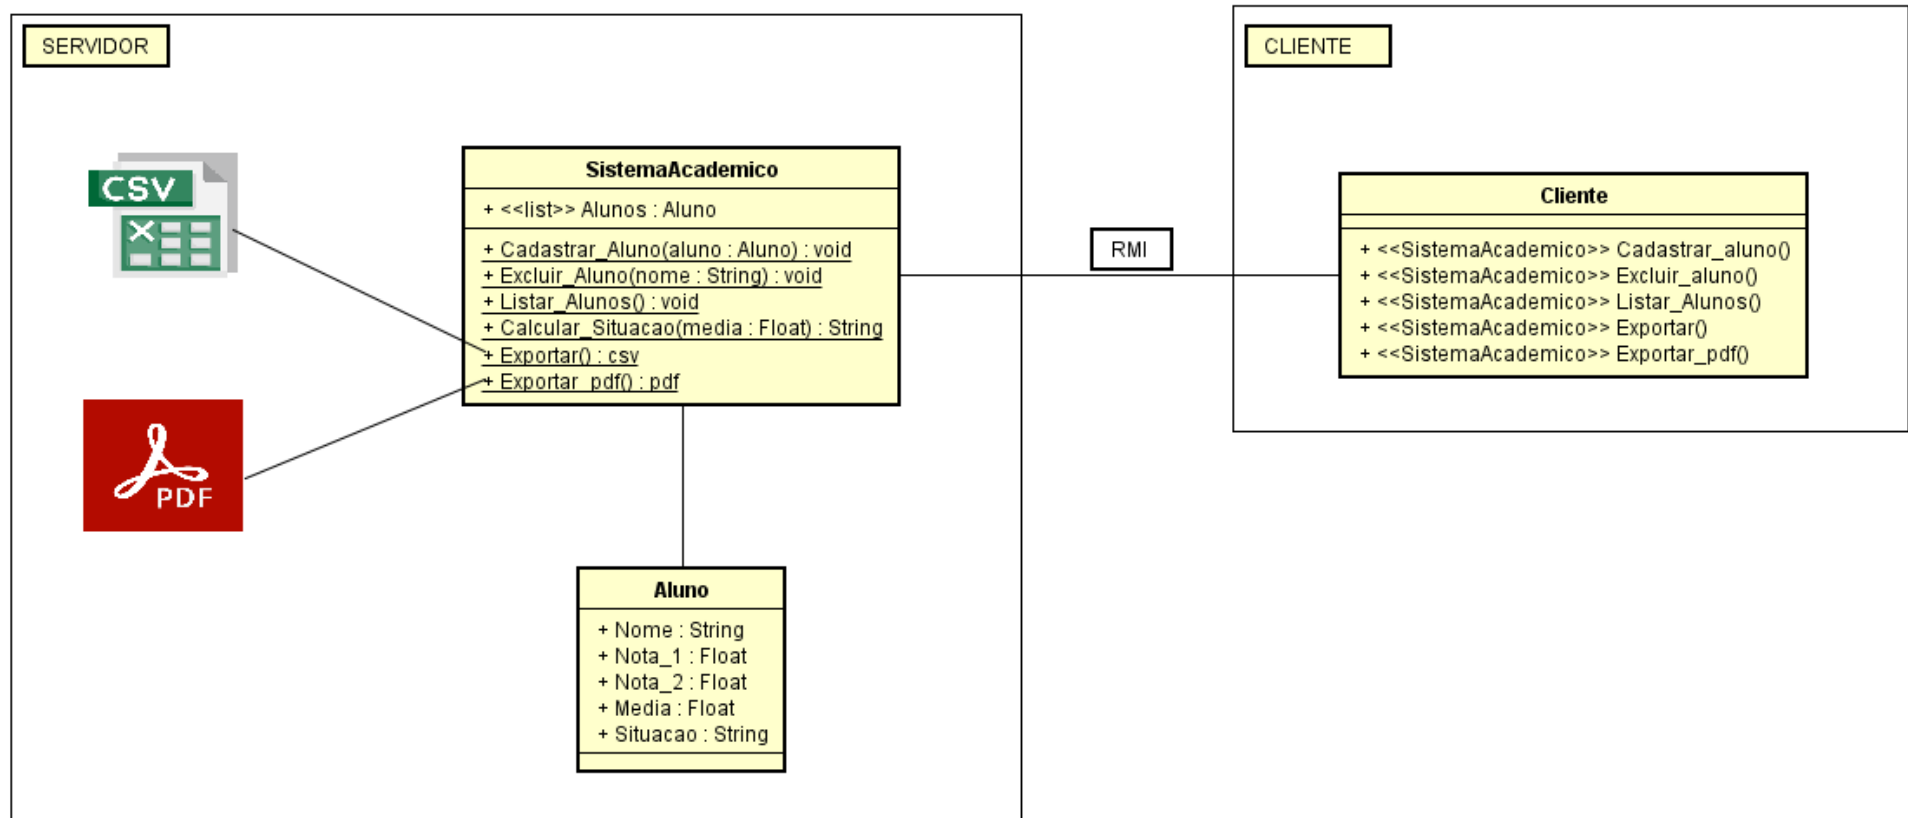 SERVIDOR
CSV
PDF
SistemaAcademico
+ <<list>> Alunos : Aluno
+ Cadastrar_Aluno(aluno : Aluno) : void
+ Excluir_Aluno(nome : String) : void
+ Listar_Alunos() : void
+ Calcular_Situacao(media : Float) : String
+ Exportar() : csv
+ Exportar_pdf() : pdf
Aluno
+ Nome : String
+ Nota_1 : Float
+ Nota_2 : Float
+ Media : Float
+ Situacao : String
RMI
CLIENTE
Cliente
+ <<SistemaAcademico>> Cadastrar_aluno()
+ <<SistemaAcademico>> Excluir_aluno()
+ <<SistemaAcademico>> Listar_Alunos()
+ <<SistemaAcademico>> Exportar()
+ <<SistemaAcademico>> Exportar_pdf()